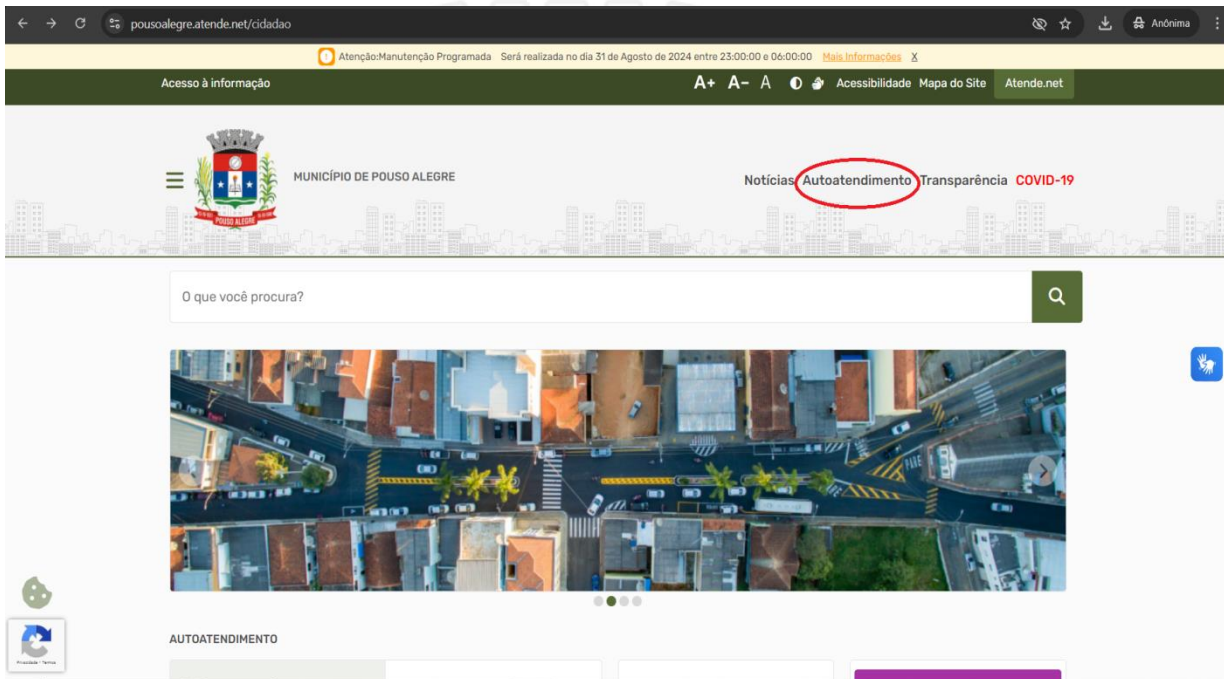 pousoalegre.atende.net/cidadao
Anônima
Atenção:Manutenção Programada Será realizada no dia 31 de Agosto de 2024 entre 23:00:00 e 06:00:00 Mais Informações X
Acesso à informação
A+ A- A Acessibilidade Mapa do Site Atende.net
MUNICÍPIO DE POUSO ALEGRE
Notícias Autoatendimento Transparência COVID-19
POUSO ALEGRE
O que você procura?
Privacidade - Termos
AUTOATENDIMENTO